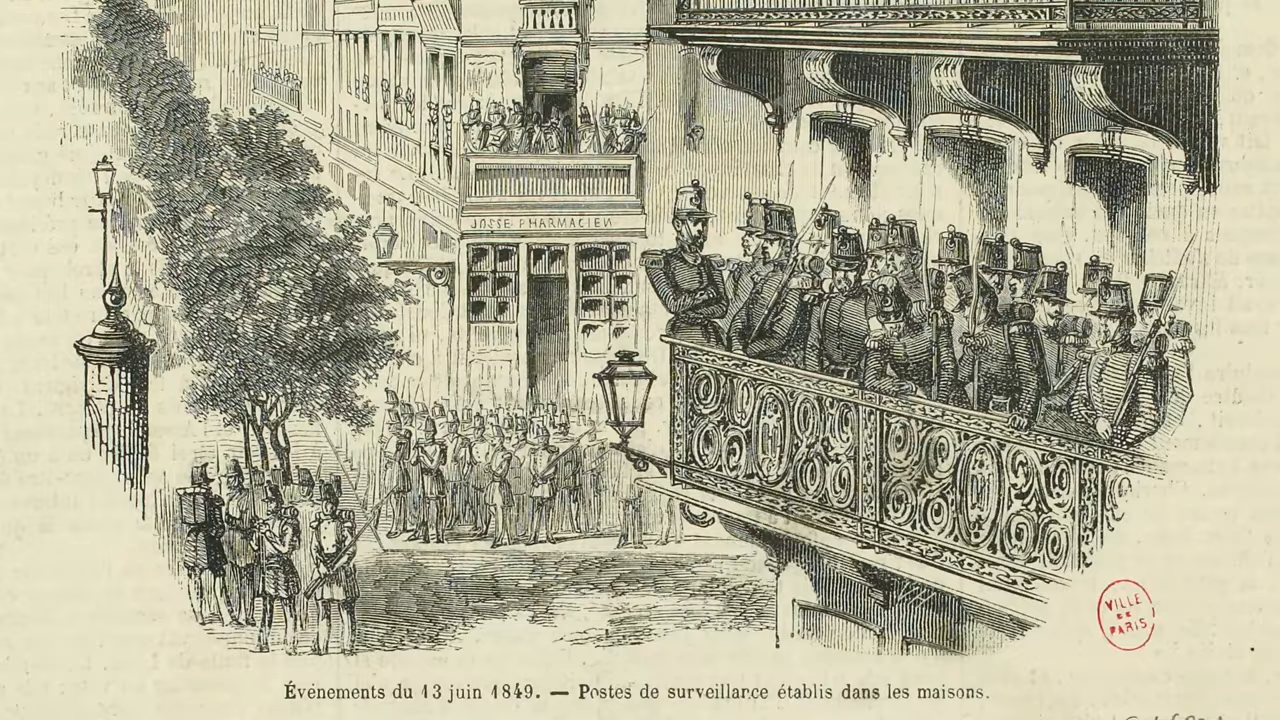 JOSSE PHARMACIEN
VILLE
DE
PARIS
Événements du 13 juin 1849. — Postes de surveillance établis dans les maisons.